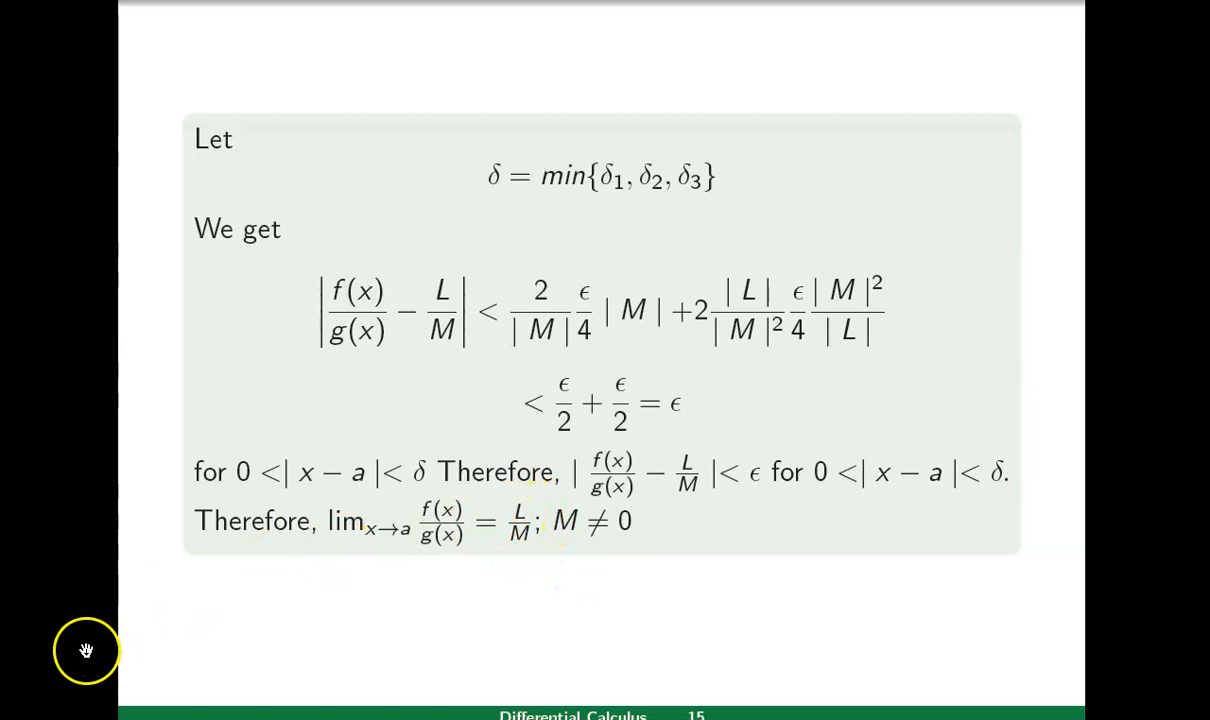 Let
δ = min{δ₁, δ₂, δ₃}
We get
|f(x)/g(x) − L/M| < 2/|M| ϵ/4 | M | +2 | L |/| M |² ϵ/4 | M |²/| L |
< ϵ/2 + ϵ/2 = ϵ
for 0 <| x − a |< δ Therefore, | f(x)/g(x) − L/M |< ϵ for 0 <| x − a |< δ.
Therefore, limₓ→ₐ f(x)/g(x) = L/M; M ≠ 0
Differential Calculus 15